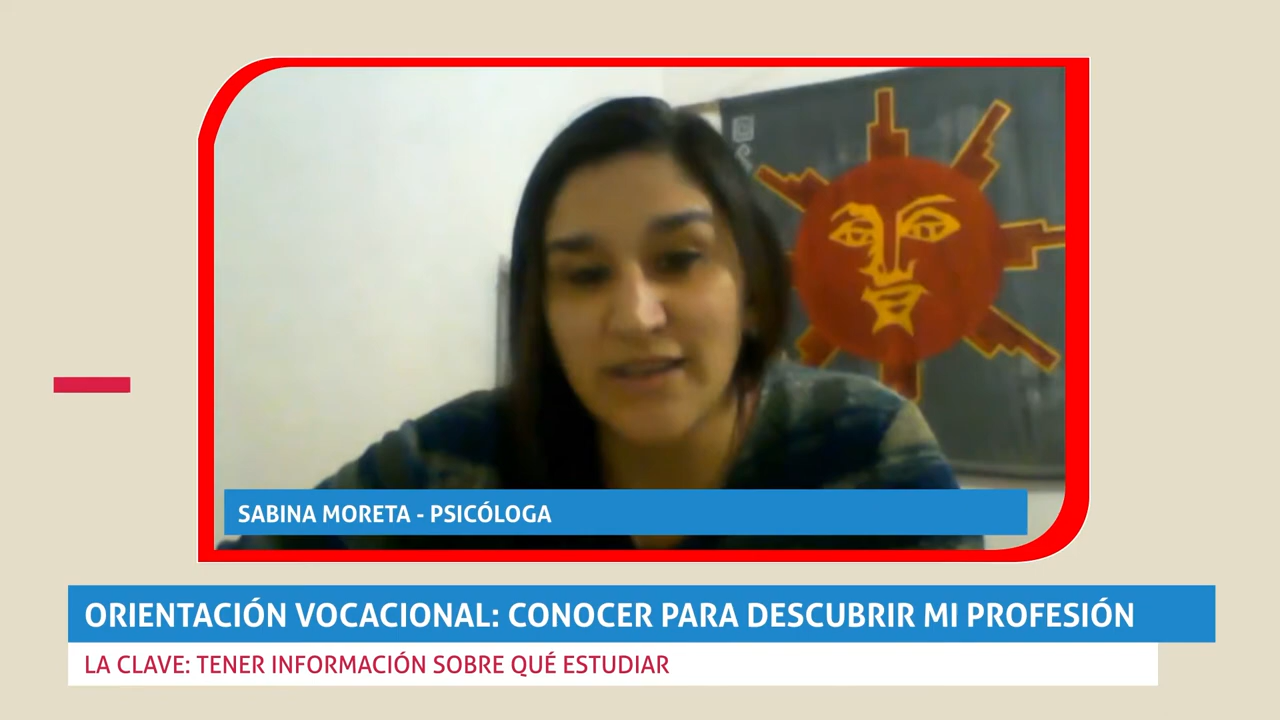 SABINA MORETA - PSICÓLOGA
ORIENTACIÓN VOCACIONAL: CONOCER PARA DESCUBRIR MI PROFESIÓN
LA CLAVE: TENER INFORMACIÓN SOBRE QUÉ ESTUDIAR